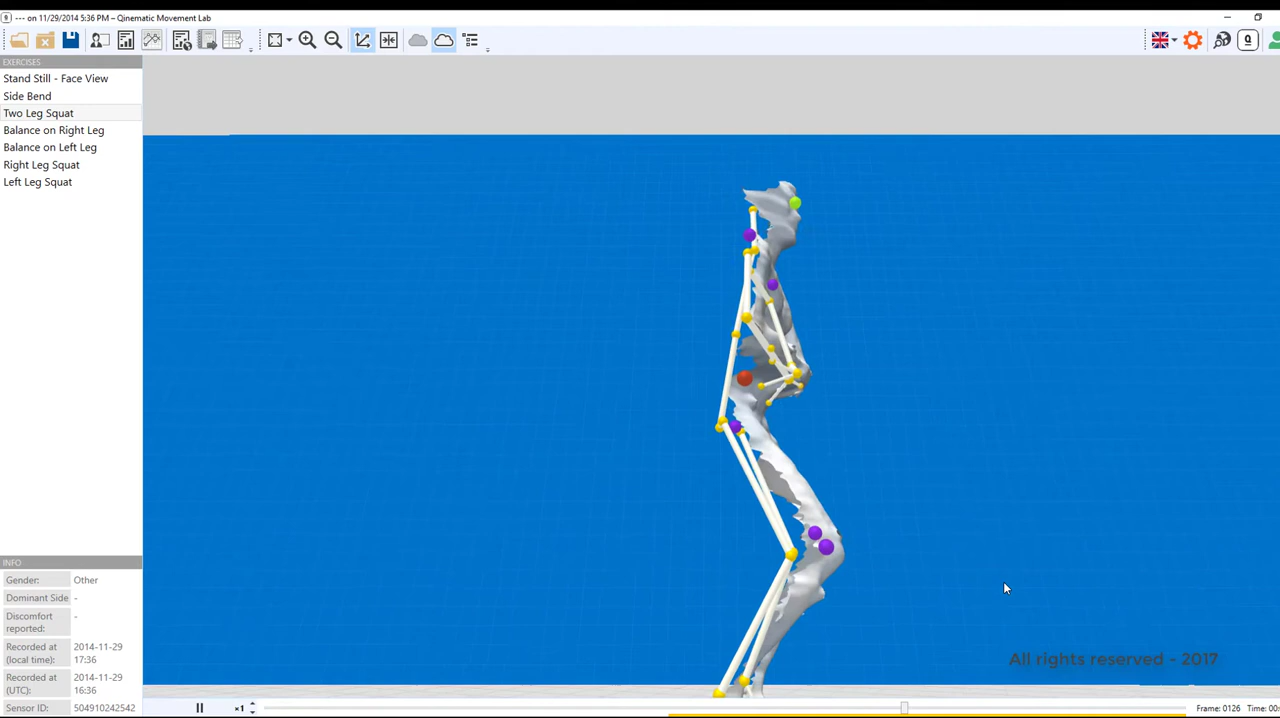 --- on 11/29/2014 5:36 PM – Qinematic Movement Lab
EXERCISES
Stand Still - Face View
Side Bend
Two Leg Squat
Balance on Right Leg
Balance on Left Leg
Right Leg Squat
Left Leg Squat
INFO
Gender: Other
Dominant Side -
Discomfort reported: -
Recorded at (local time): 2014-11-29 17:36
Recorded at (UTC): 2014-11-29 16:36
Sensor ID: 504910242542
All rights reserved - 2017
×1
Frame: 0126 Time: 00: